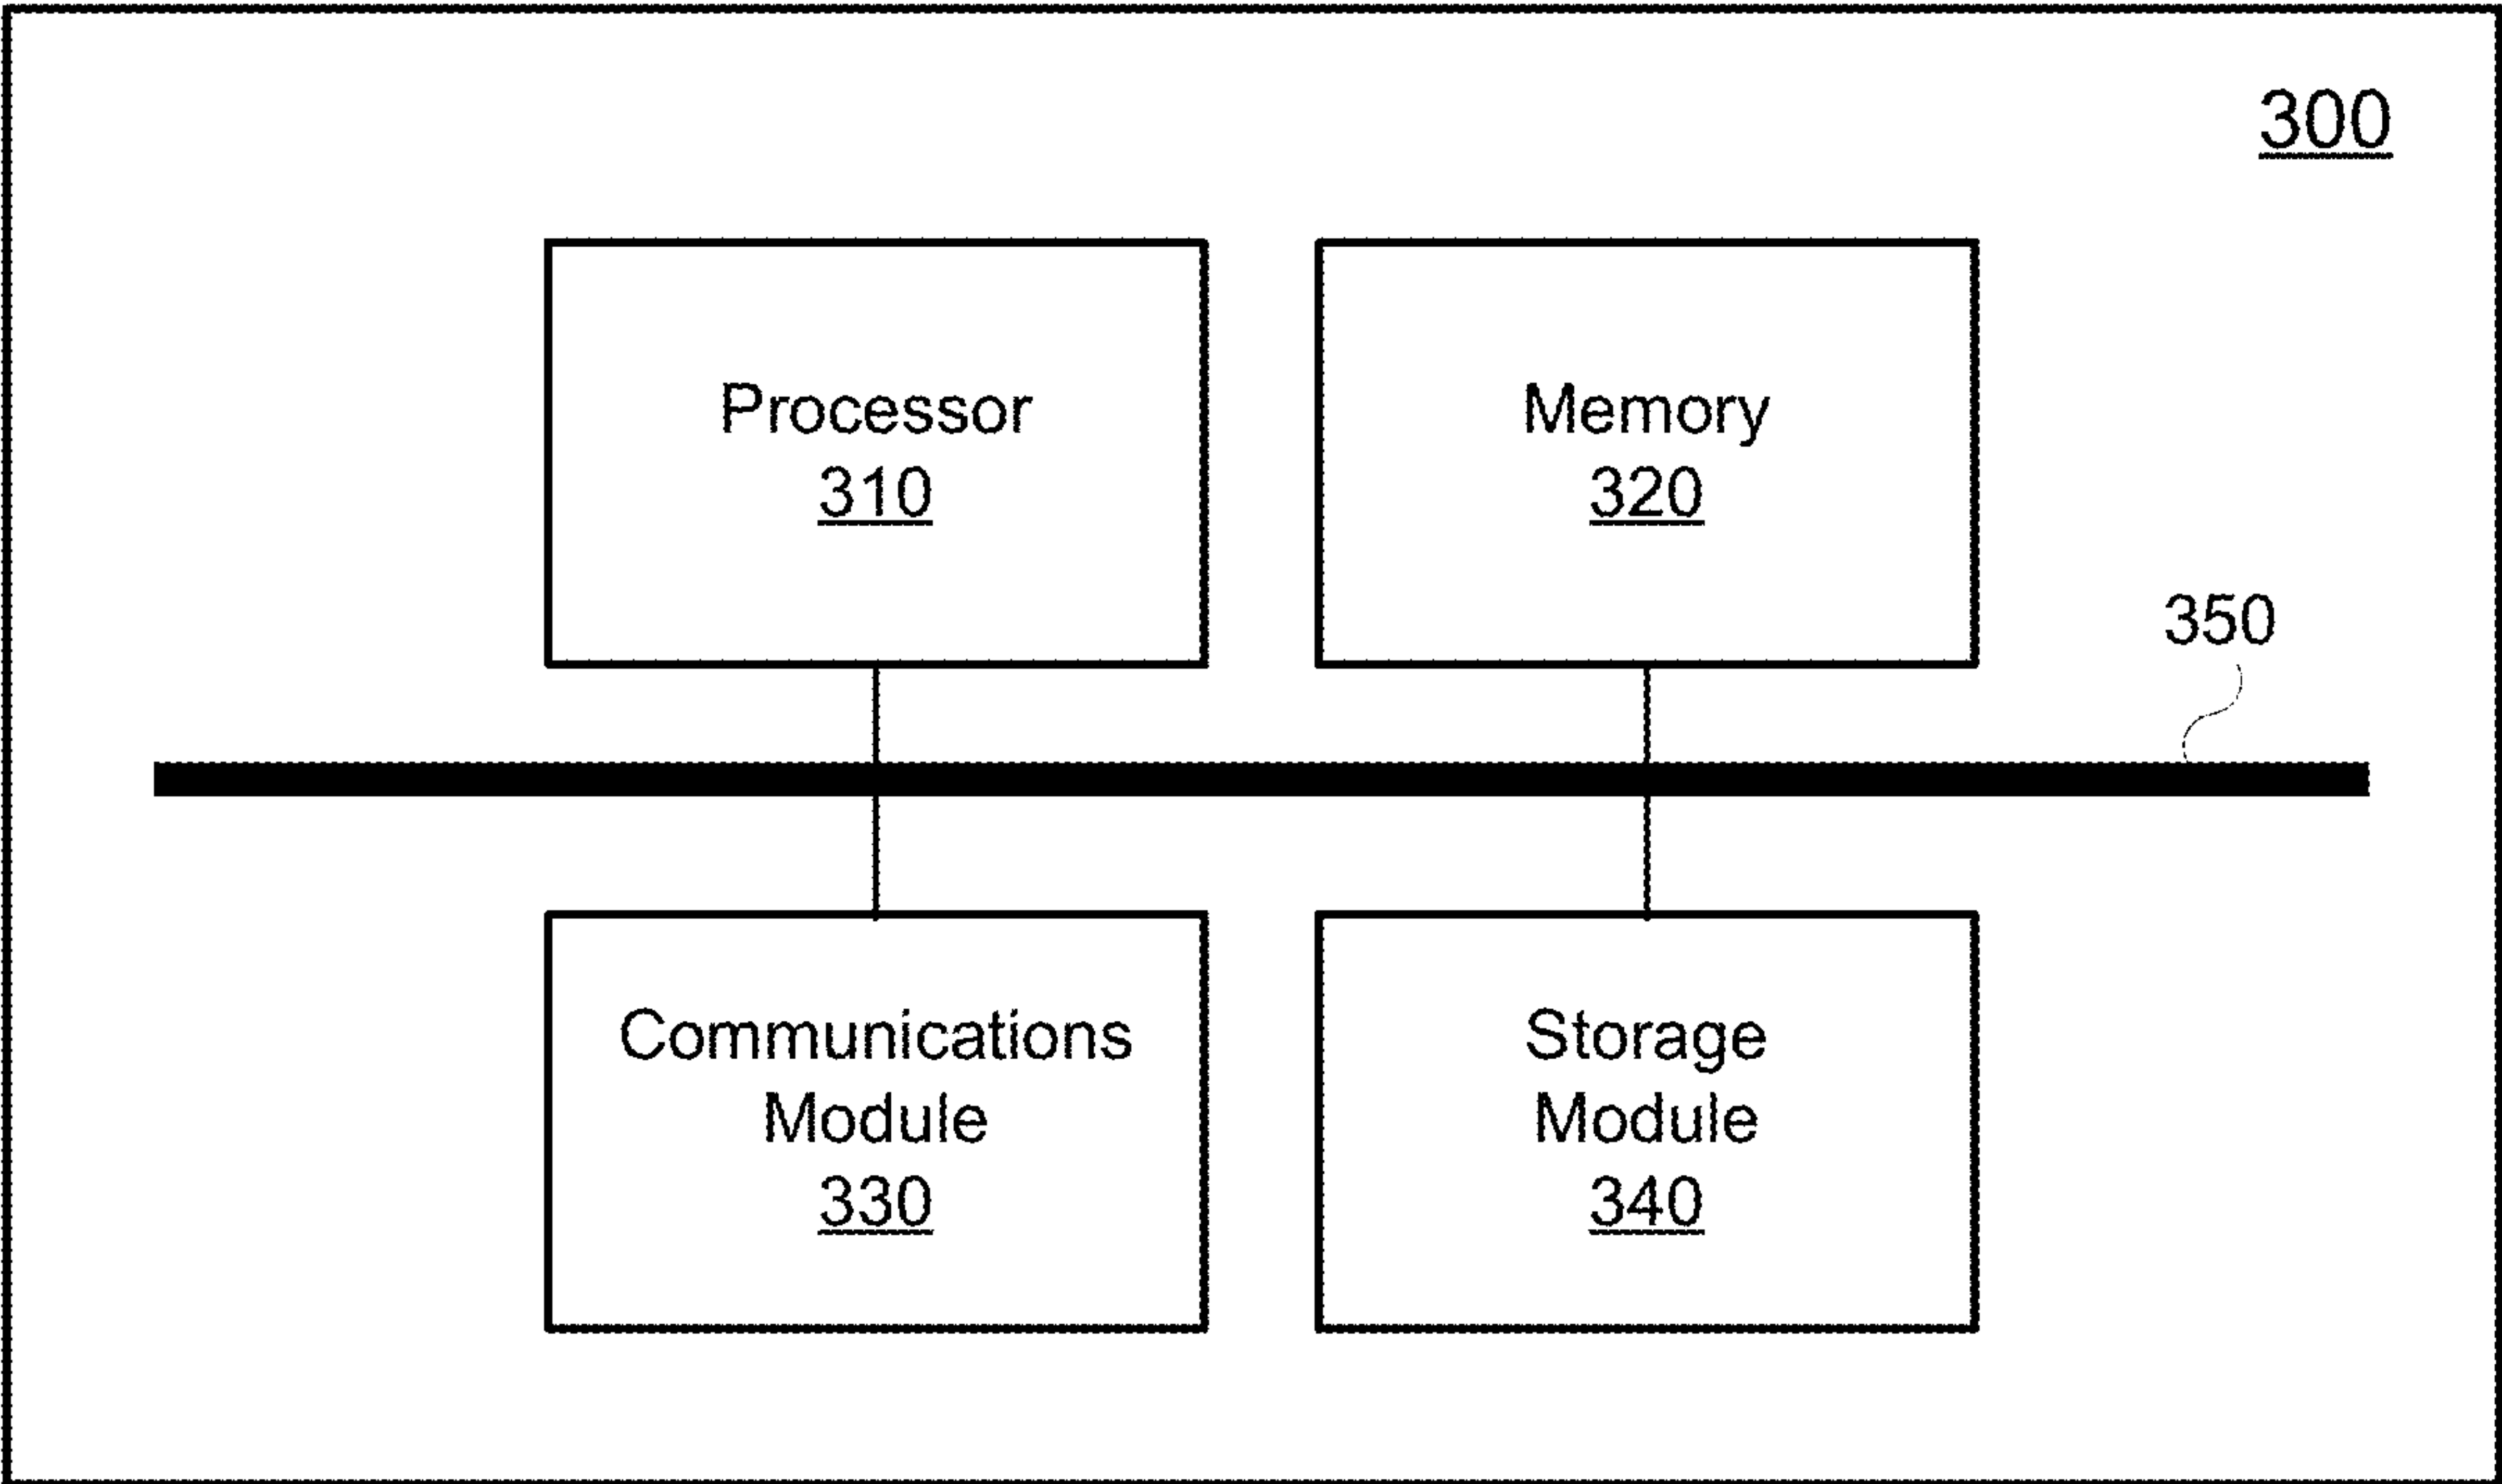 300
Processor
310
Memory
320
350
Communications
Module
330
Storage
Module
340